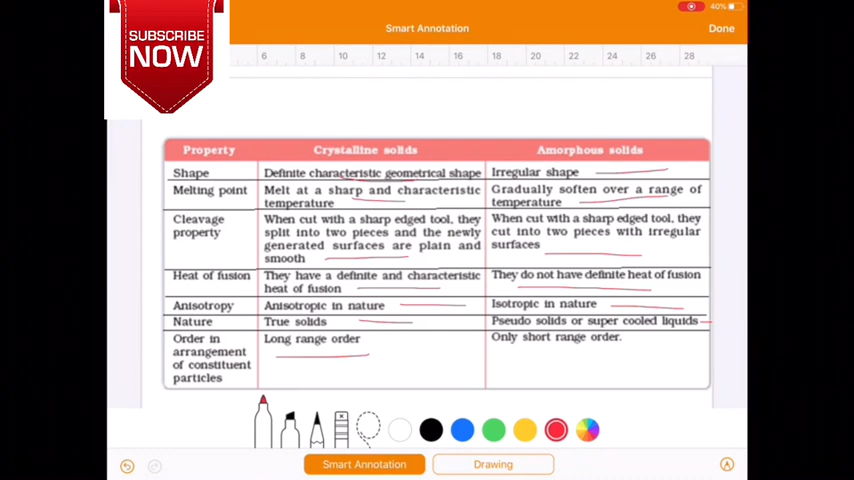 SUBSCRIBE
NOW
40%
Smart Annotation
Done
6 8 10 12 14 16 18 20 22 24 26 28
Property Crystalline solids Amorphous solids
Shape Definite characteristic geometrical shape Irregular shape
Melting point Melt at a sharp and characteristic Gradually soften over a range of
temperature temperature
Cleavage When cut with a sharp edged tool, they When cut with a sharp edged tool, they
property split into two pieces and the newly cut into two pieces with irregular
generated surfaces are plain and surfaces
smooth
Heat of fusion They have a definite and characteristic They do not have definite heat of fusion
heat of fusion
Anisotropy Anisotropic in nature Isotropic in nature
Nature True solids Pseudo solids or super cooled liquids
Order in Long range order Only short range order.
arrangement
of constituent
particles
Smart Annotation
Drawing